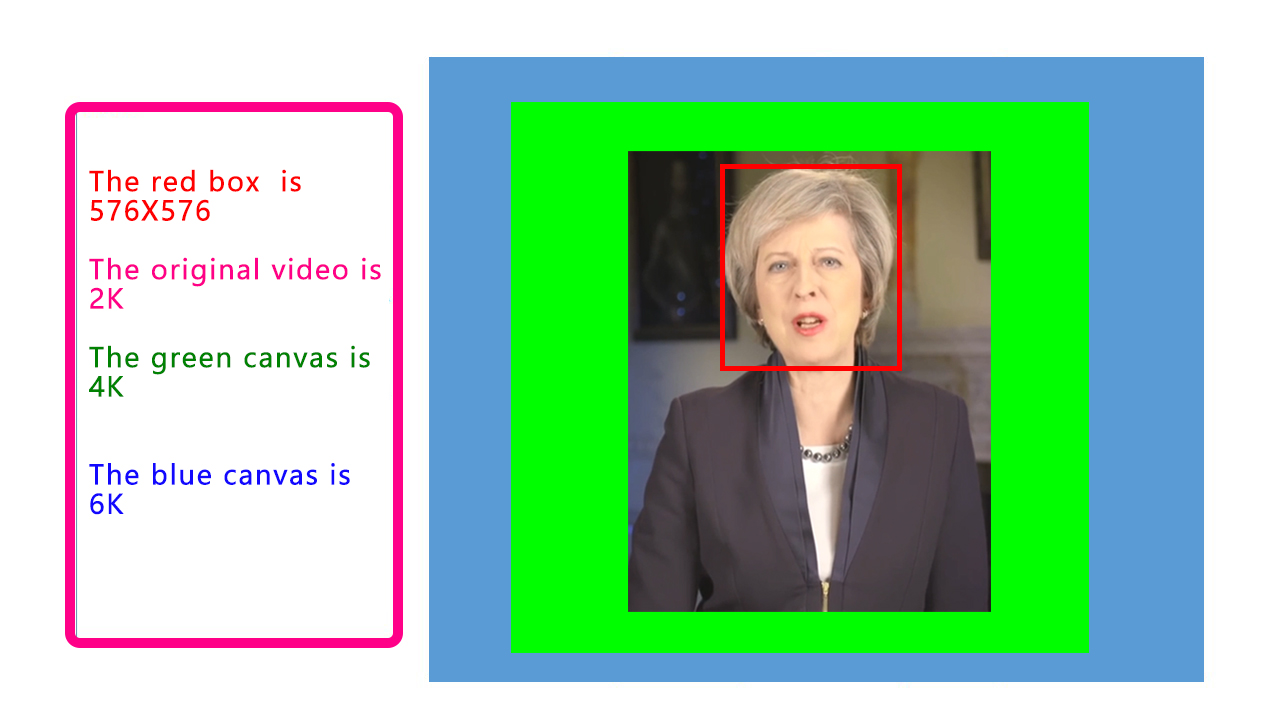 The red box  is
576X576
The original video is
2K
The green canvas is
4K
The blue canvas is
6K